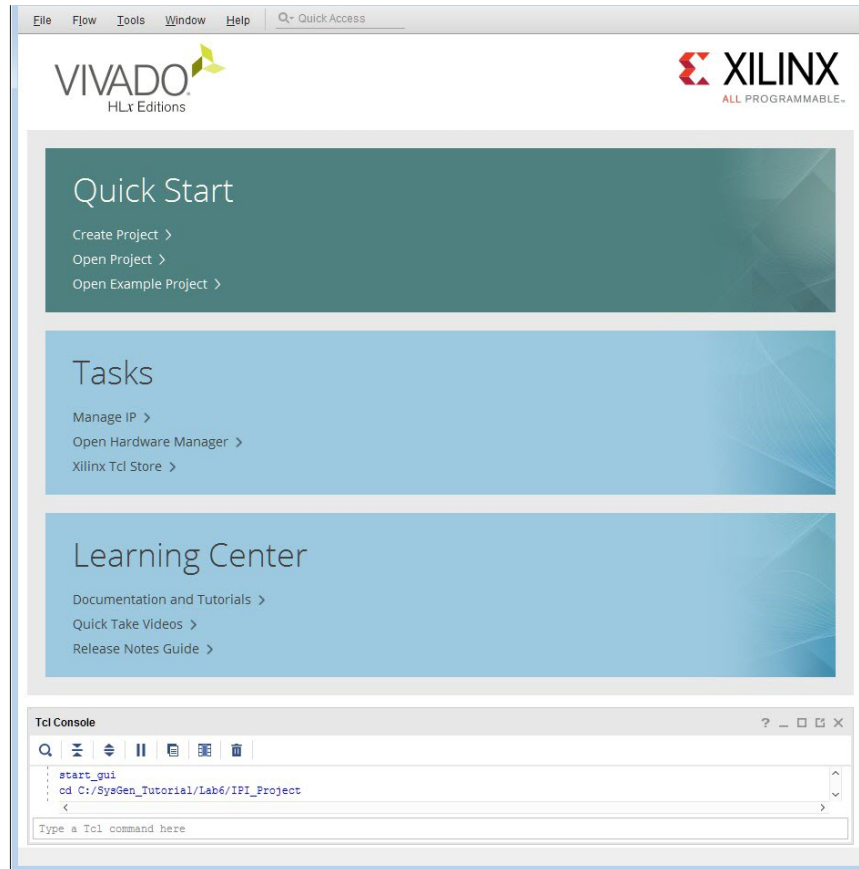 File Flow Tools Window Help Quick Access
VIVADO.
HLx Editions
XILINX
ALL PROGRAMMABLE™
Quick Start
Create Project >
Open Project >
Open Example Project >
Tasks
Manage IP >
Open Hardware Manager >
Xilinx Tcl Store >
Learning Center
Documentation and Tutorials >
Quick Take Videos >
Release Notes Guide >
Tcl Console
start_gui
cd C:/SysGen_Tutorial/Lab6/IPI_Project
Type a Tcl command here